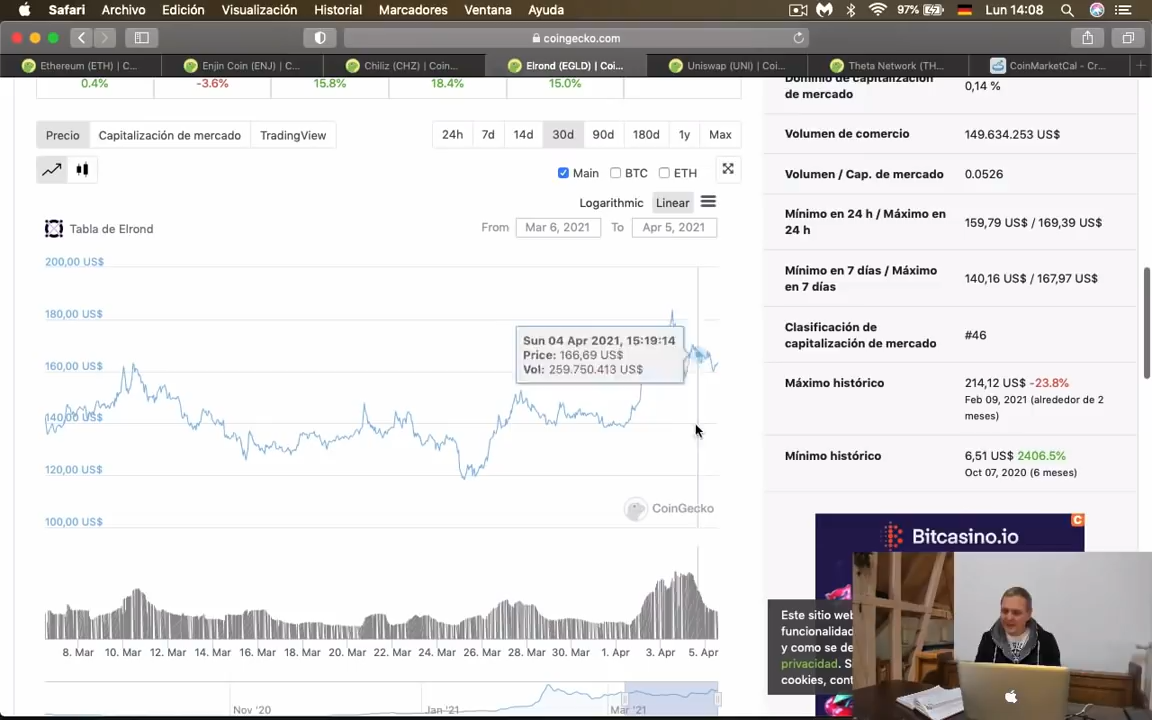 Safari Archivo Edición Visualización Historial Marcadores Ventana Ayuda 97% Lun 14:08
coingecko.com
Ethereum (ETH) | C... Enjin Coin (ENJ) | C... Chiliz (CHZ) | Coin... Elrond (EGLD) | Coi... Uniswap (UNI) | Coi... Theta Network (TH... CoinMarketCal - Cr...
0.4% -3.6% 15.8% 18.4% 15.0%
Precio Capitalización de mercado TradingView 24h 7d 14d 30d 90d 180d 1y Max
Main BTC ETH
Logarithmic Linear
Tabla de Elrond From Mar 6, 2021 To Apr 5, 2021
200,00 US$
180,00 US$
160,00 US$
140,00 US$
120,00 US$
100,00 US$
Sun 04 Apr 2021, 15:19:14
Price: 166,69 US$
Vol: 259.750.413 US$
CoinGecko
8. Mar 10. Mar 12. Mar 14. Mar 16. Mar 18. Mar 20. Mar 22. Mar 24. Mar 26. Mar 28. Mar 30. Mar 1. Apr 3. Apr 5. Apr
Nov '20 Jan '21 Mar '21
Dominio de capitalización
de mercado 0,14 %
Volumen de comercio 149.634.253 US$
Volumen / Cap. de mercado 0.0526
Mínimo en 24 h / Máximo en
24 h 159,79 US$ / 169,39 US$
Mínimo en 7 días / Máximo
en 7 días 140,16 US$ / 167,97 US$
Clasificación de
capitalización de mercado #46
Máximo histórico 214,12 US$ -23.8%
Feb 09, 2021 (alrededor de 2
meses)
Mínimo histórico 6,51 US$ 2406.5%
Oct 07, 2020 (6 meses)
Bitcasino.io
Este sitio web
funcionalidad
y como se de
privacidad. S
cookies, cont